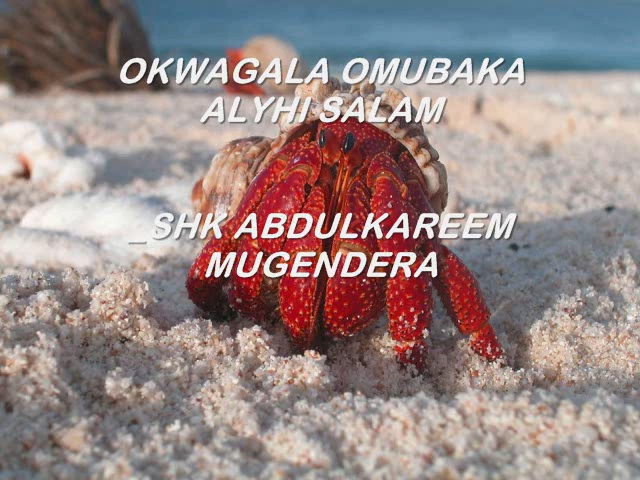 OKWAGALA OMUBAKA
ALYHI SALAM
_SHK ABDULKAREEM
MUGENDERA